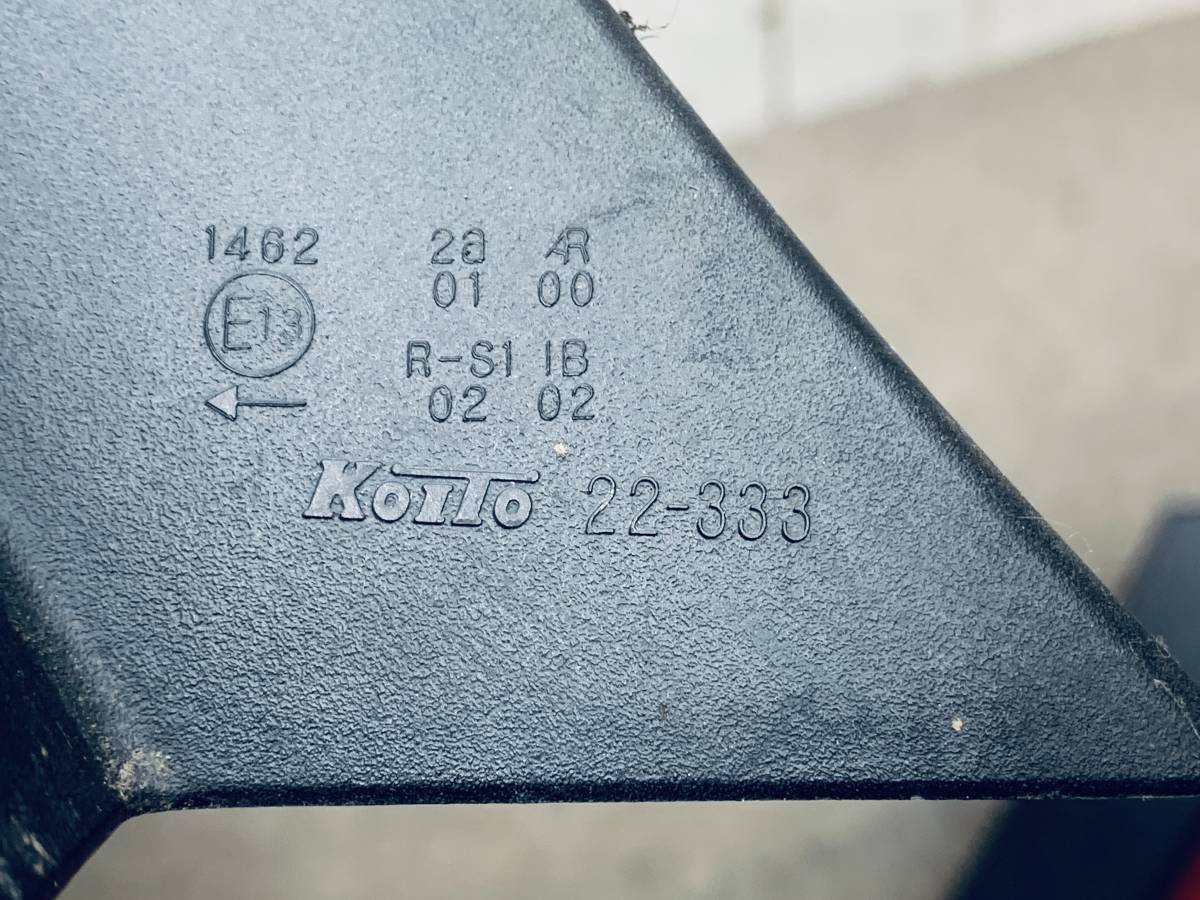 1462 2a AR
01 00
E13
R-S1 IB
02 02
KOITO 22-333